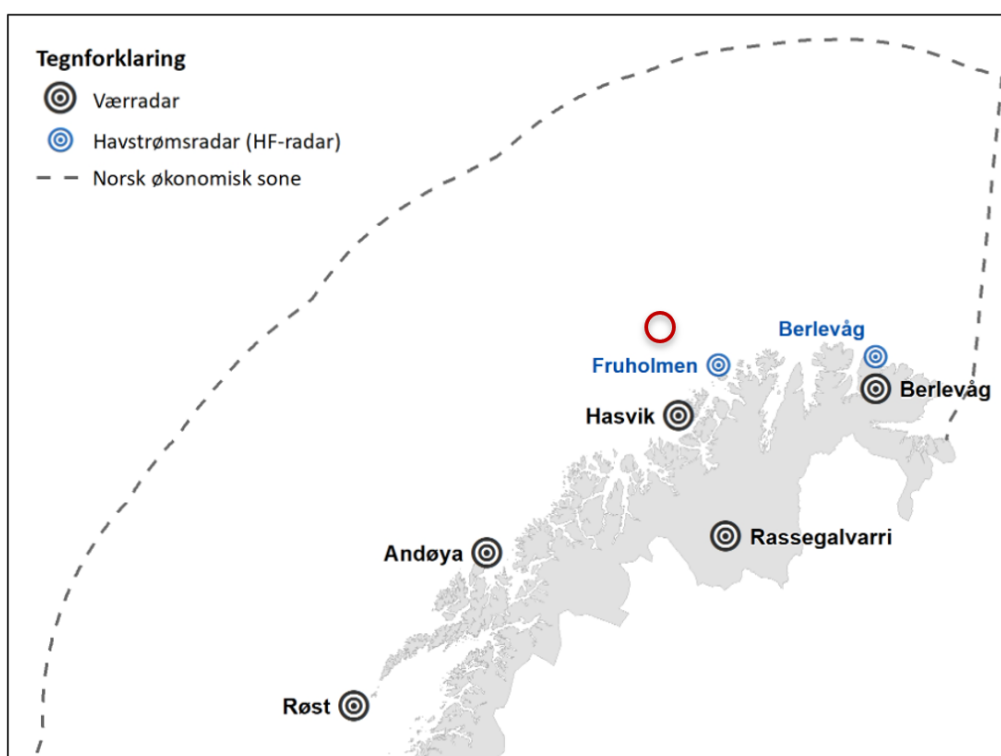 Tegnforklaring
Værradar
Havstrømsradar (HF-radar)
Norsk økonomisk sone
Berlevåg
Fruholmen
Berlevåg
Hasvik
Rassegalvarri
Andøya
Røst